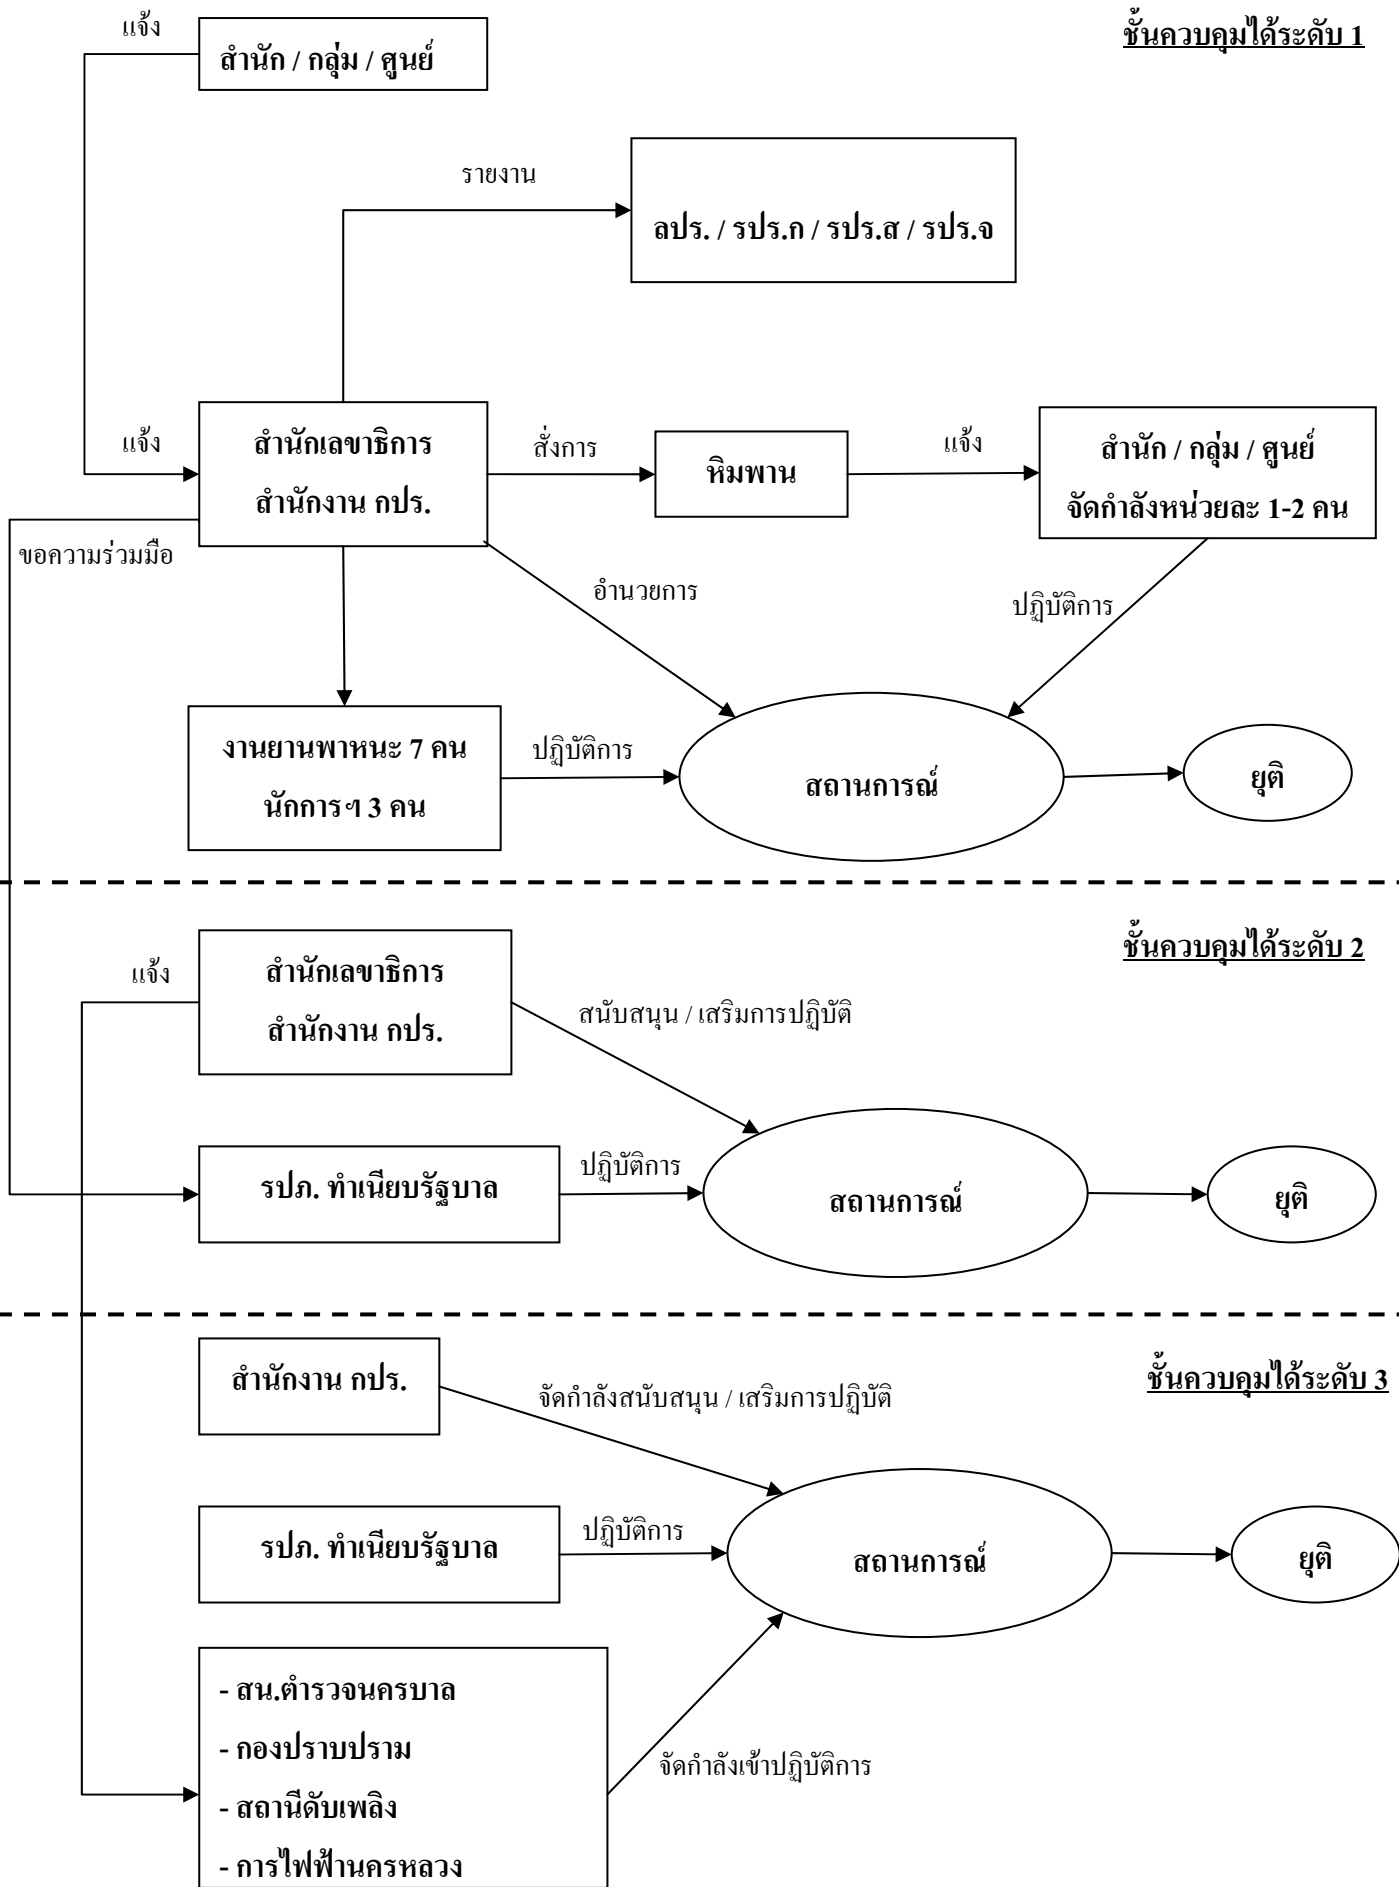 แจ้ง
ชั้นควบคุมได้ระดับ 1
สำนัก / กลุ่ม / ศูนย์
รายงาน
ลปร. / รปร.ก / รปร.ส / รปร.จ
แจ้ง
สำนักเลขาธิการ
สำนักงาน กปร.
สั่งการ
หิมพาน
แจ้ง
สำนัก / กลุ่ม / ศูนย์
จัดกำลังหน่วยละ 1-2 คน
ขอความร่วมมือ
อำนวยการ
ปฏิบัติการ
งานยานพาหนะ 7 คน
นักการฯ 3 คน
ปฏิบัติการ
สถานการณ์
ยุติ
ชั้นควบคุมได้ระดับ 2
แจ้ง
สำนักเลขาธิการ
สำนักงาน กปร.
สนับสนุน / เสริมการปฏิบัติ
รปภ. ทำเนียบรัฐบาล
ปฏิบัติการ
สถานการณ์
ยุติ
ชั้นควบคุมได้ระดับ 3
สำนักงาน กปร.
จัดกำลังสนับสนุน / เสริมการปฏิบัติ
รปภ. ทำเนียบรัฐบาล
ปฏิบัติการ
สถานการณ์
ยุติ
- สน.ตำรวจนครบาล
- กองปราบปราม
- สถานีดับเพลิง
- การไฟฟ้านครหลวง
จัดกำลังเข้าปฏิบัติการ